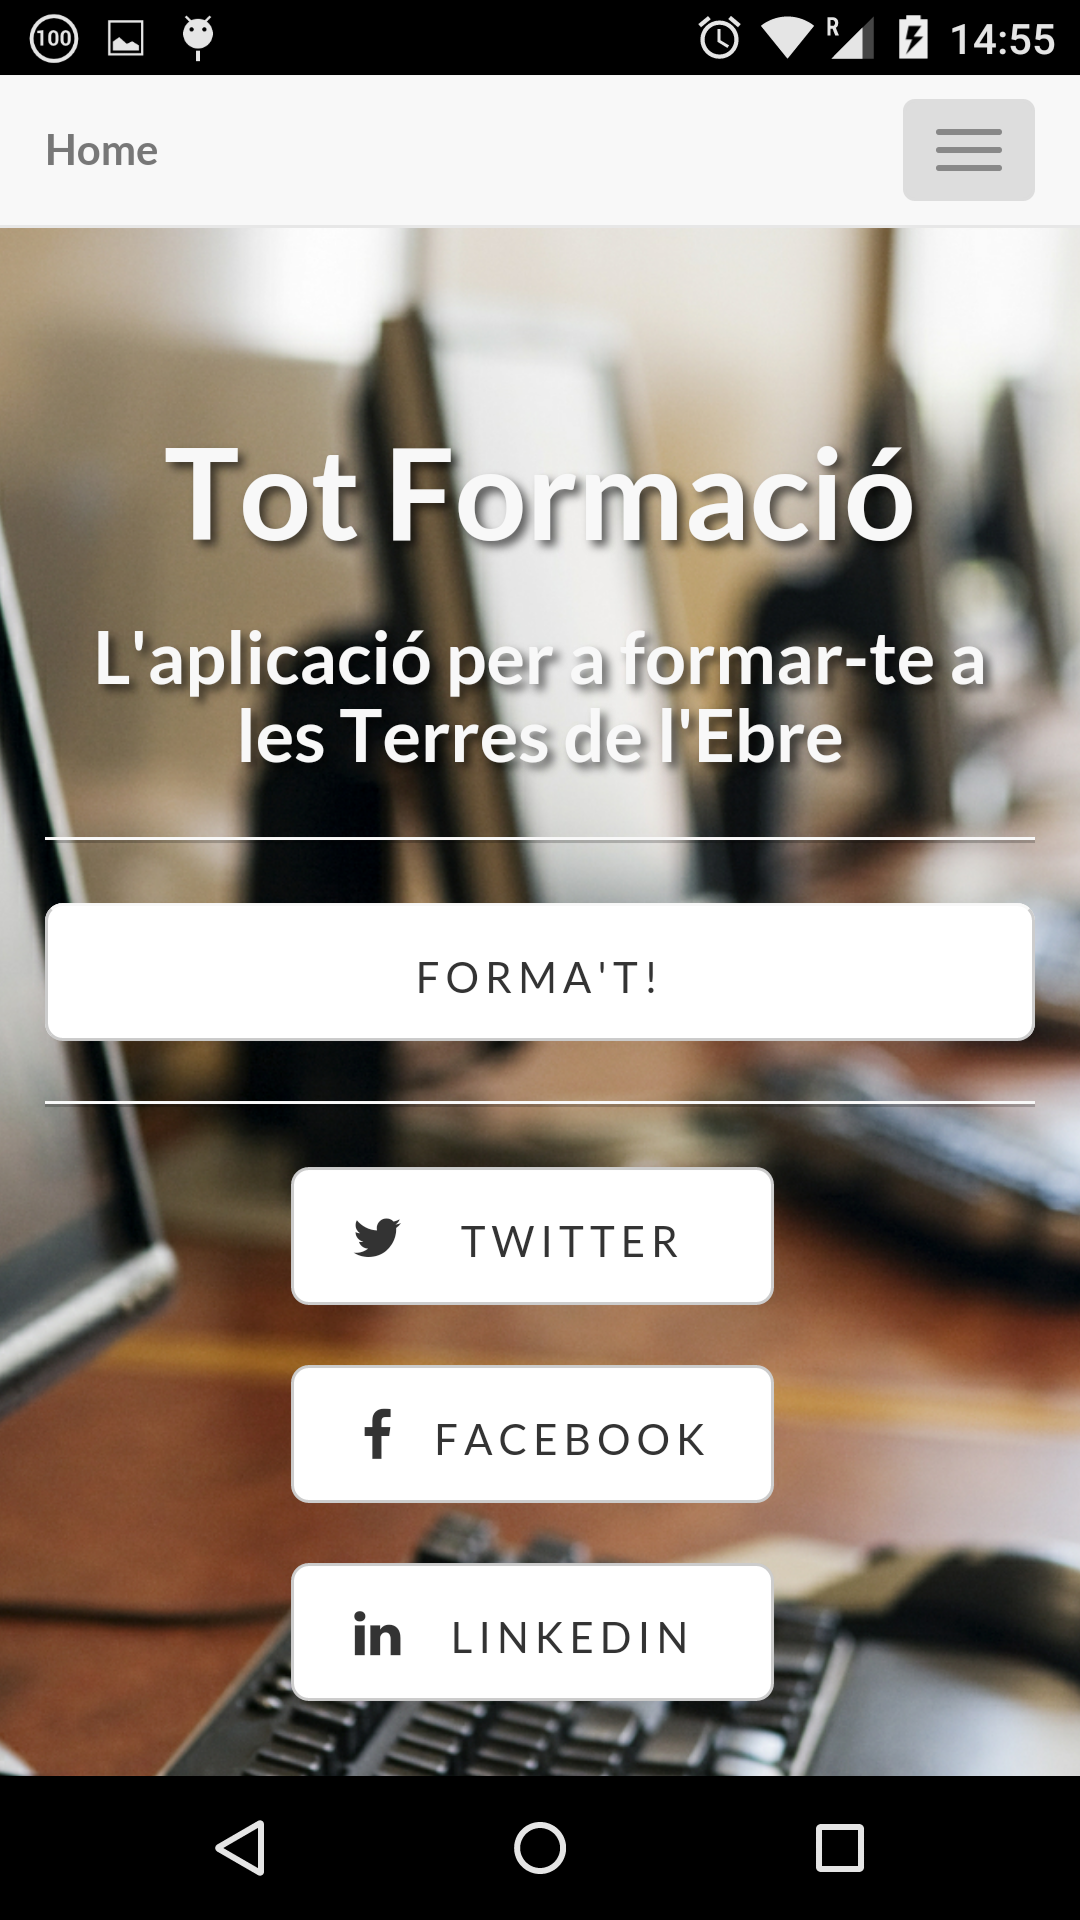 100
R
14:55
Home
Tot Formació
L'aplicació per a formar-te a
les Terres de l'Ebre
FORMA'T!
TWITTER
FACEBOOK
in LINKEDIN